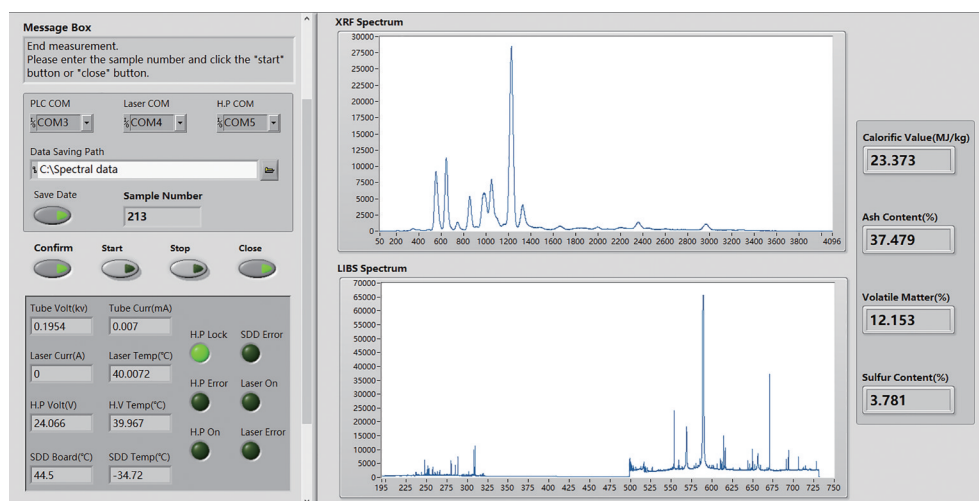 Message Box
End measurement.
Please enter the sample number and click the "start"
button or "close" button.
PLC COM Laser COM H.P COM
COM3 COM4 COM5
Data Saving Path
C:\Spectral data
Save Date Sample Number
213
Confirm Start Stop Close
Tube Volt(kv) Tube Curr(mA)
0.1954 0.007
H.P Lock SDD Error
Laser Curr(A) Laser Temp(℃)
0 40.0072
H.P Error Laser On
H.P Volt(V) H.V Temp(℃)
24.066 39.967
H.P On Laser Error
SDD Board(℃) SDD Temp(℃)
44.5 -34.72
XRF Spectrum
30000
27500
25000
22500
20000
17500
15000
12500
10000
7500
5000
2500
0
50 200 400 600 800 1000 1200 1400 1600 1800 2000 2200 2400 2600 2800 3000 3200 3400 3600 3800 4096
LIBS Spectrum
70000
65000
60000
55000
50000
45000
40000
35000
30000
25000
20000
15000
10000
5000
0
195 225 250 275 300 325 350 375 400 425 450 475 500 525 550 575 600 625 650 675 700 725 750
Calorific Value(MJ/kg)
23.373
Ash Content(%)
37.479
Volatile Matter(%)
12.153
Sulfur Content(%)
3.781